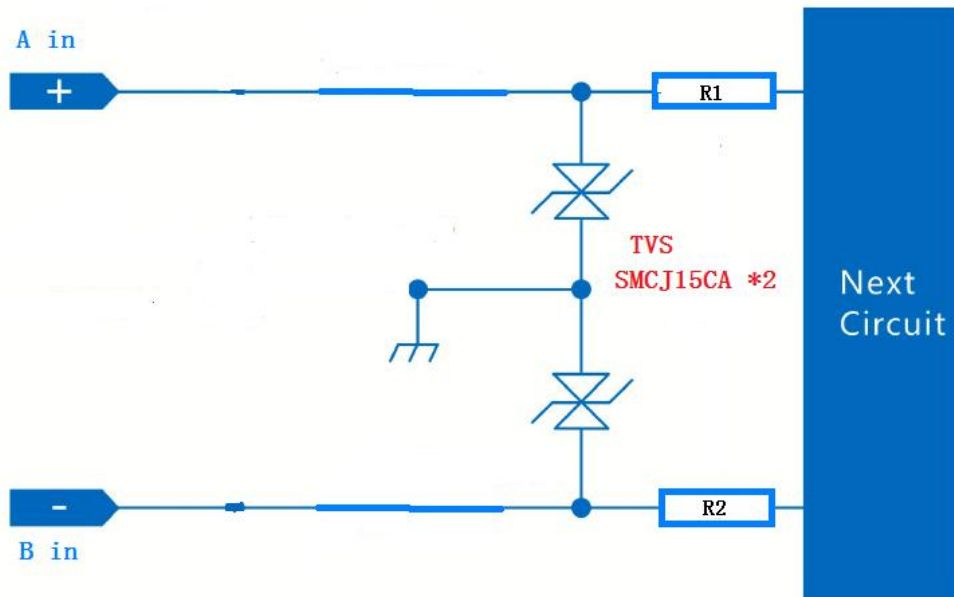 A in
+
R1
TVS
SMCJ15CA *2
Next
Circuit
-
R2
B in